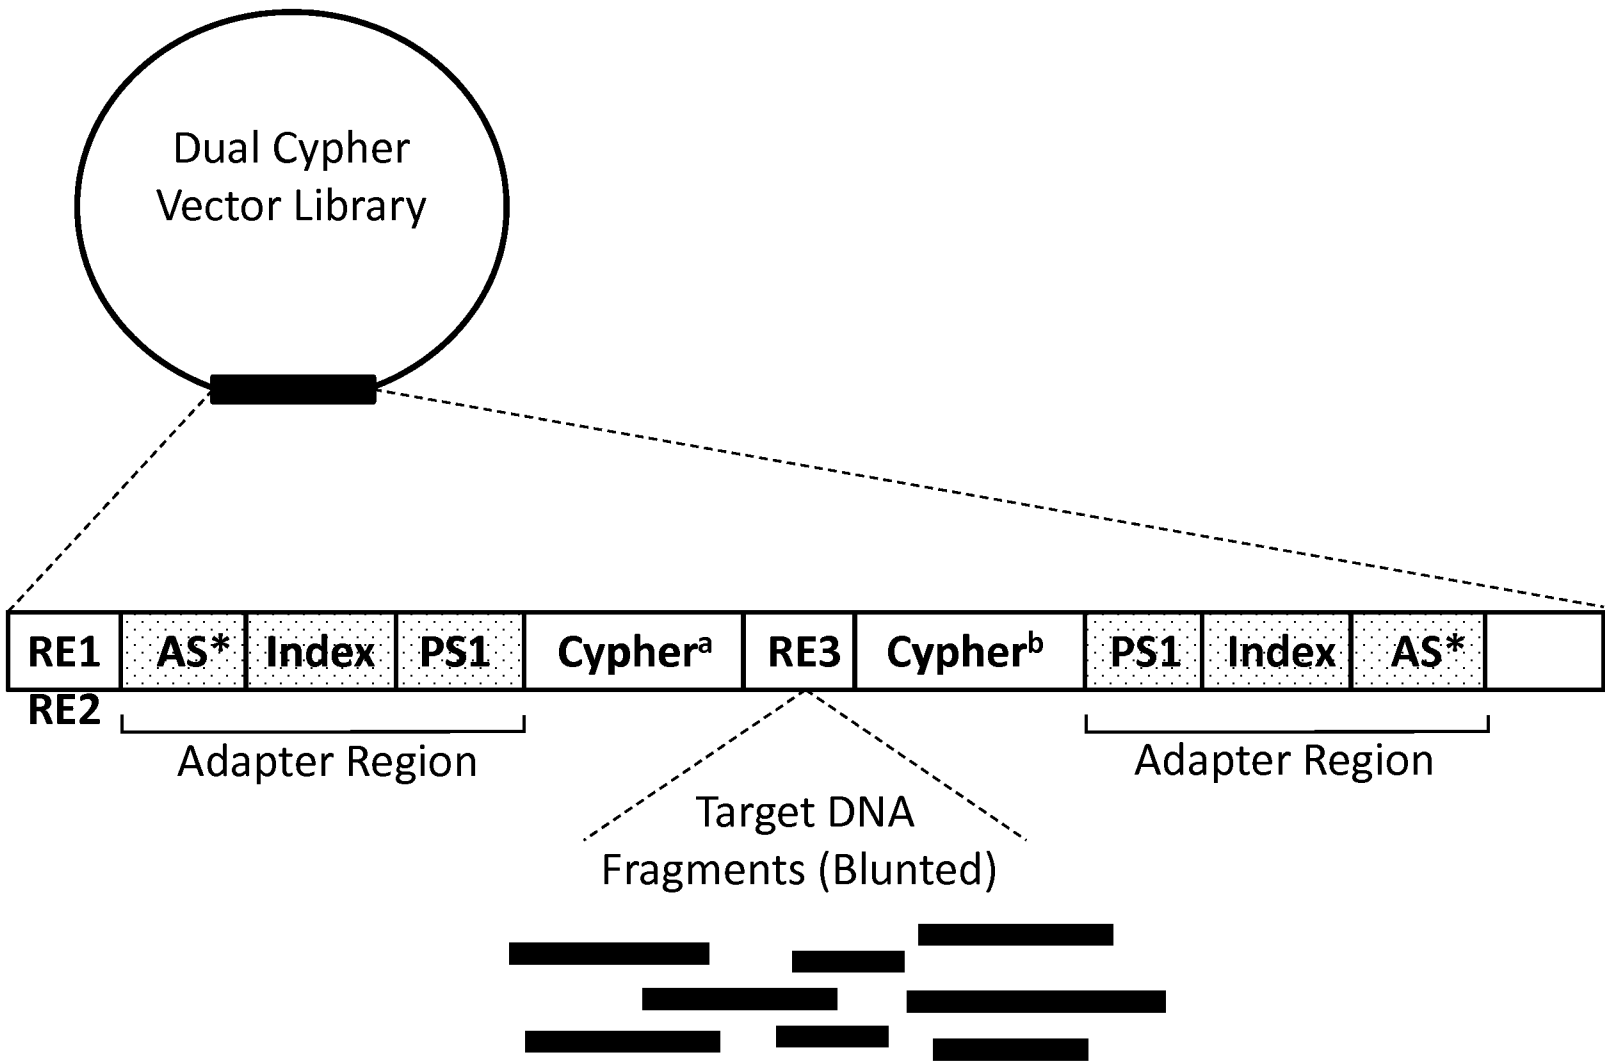 Dual Cypher
Vector Library
RE1 AS* Index PS1 Cypherᵃ RE3 Cypherᵇ PS1 Index AS*
RE2
Adapter Region Adapter Region
Target DNA
Fragments (Blunted)